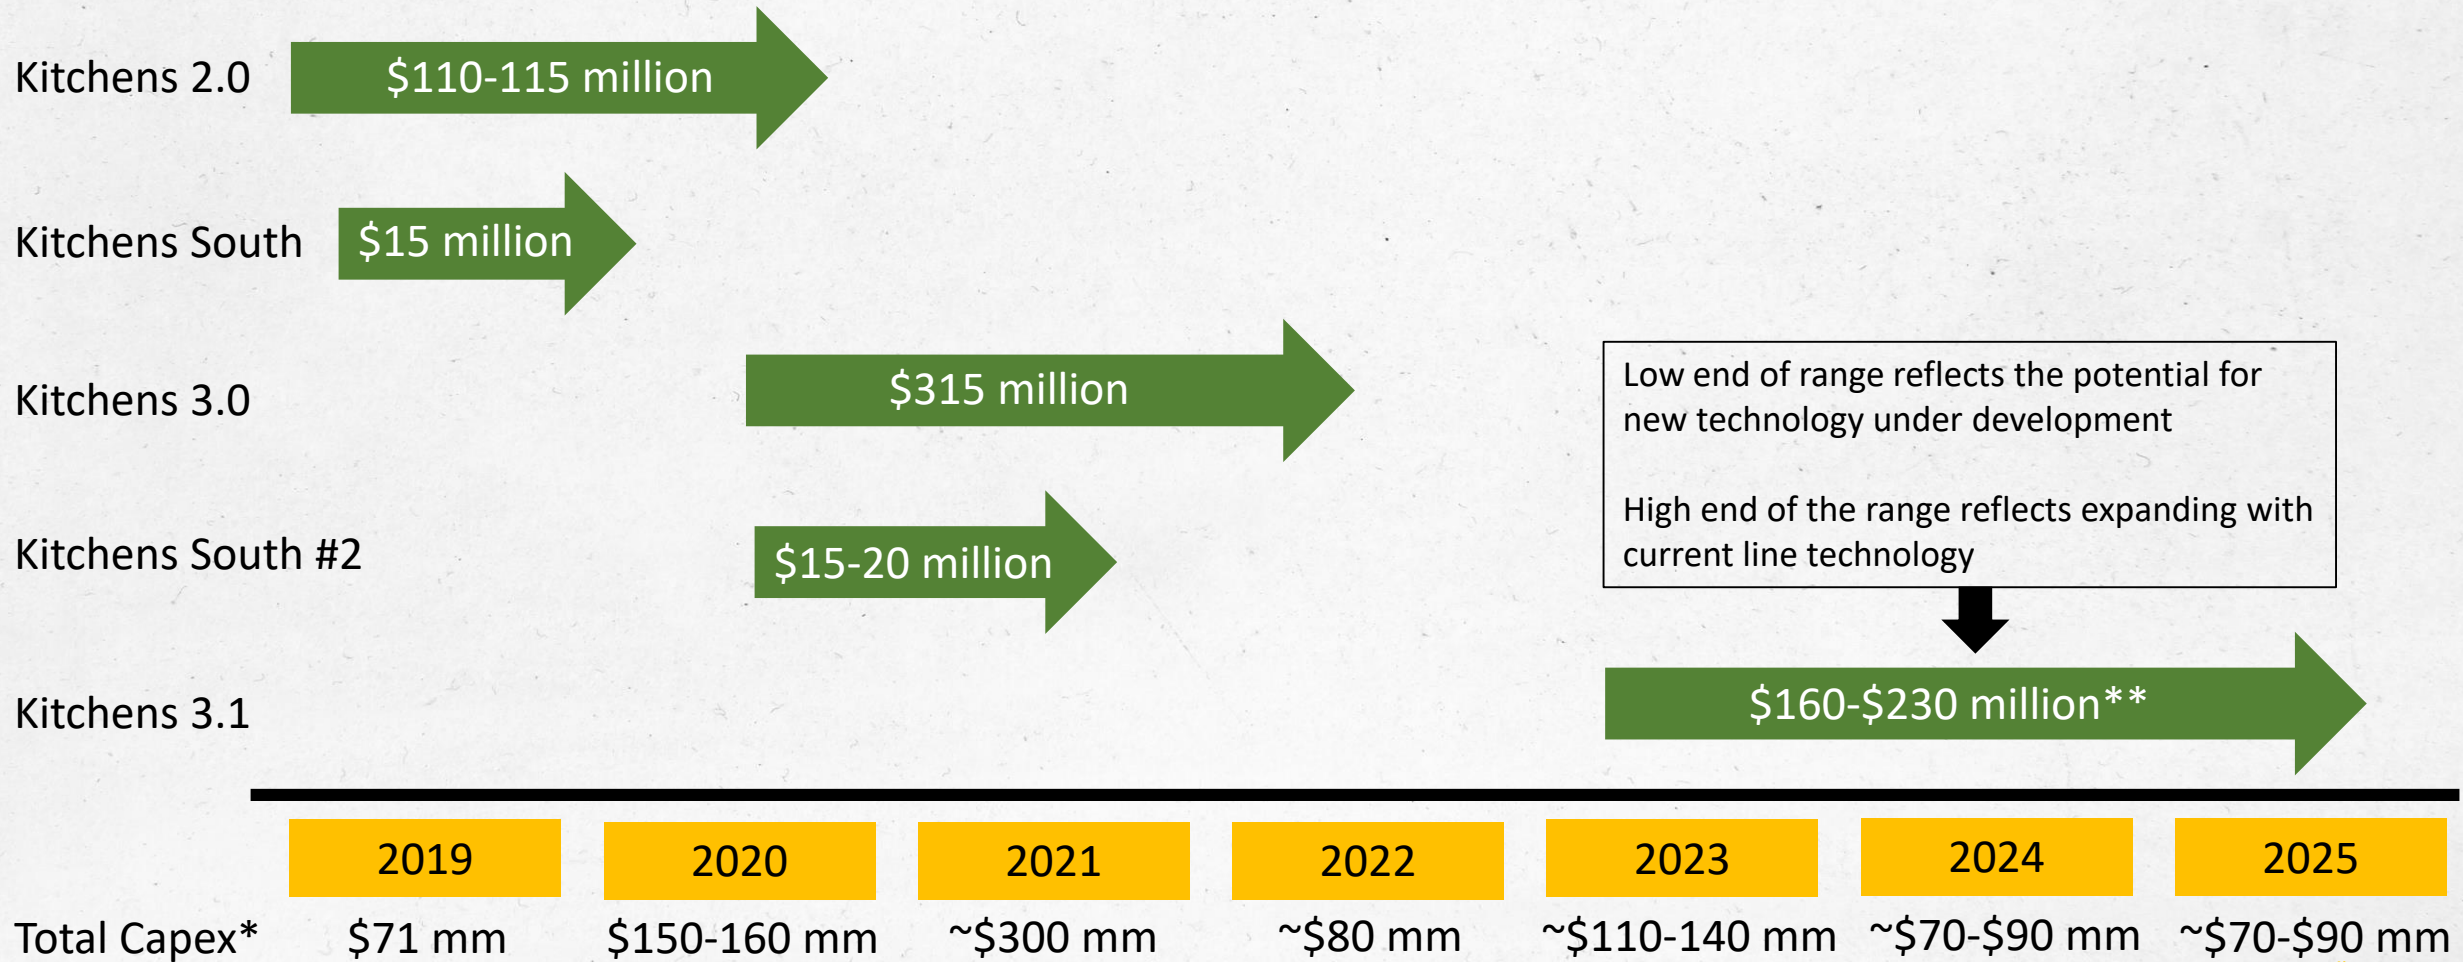 Kitchens 2.0
$110-115 million
Kitchens South
$15 million
Kitchens 3.0
$315 million
Low end of range reflects the potential for
new technology under development
High end of the range reflects expanding with
current line technology
Kitchens South #2
$15-20 million
Kitchens 3.1
$160-$230 million**
2019
2020
2021
2022
2023
2024
2025
Total Capex*
$71 mm
$150-160 mm
~$300 mm
~$80 mm
~$110-140 mm
~$70-$90 mm
~$70-$90 mm